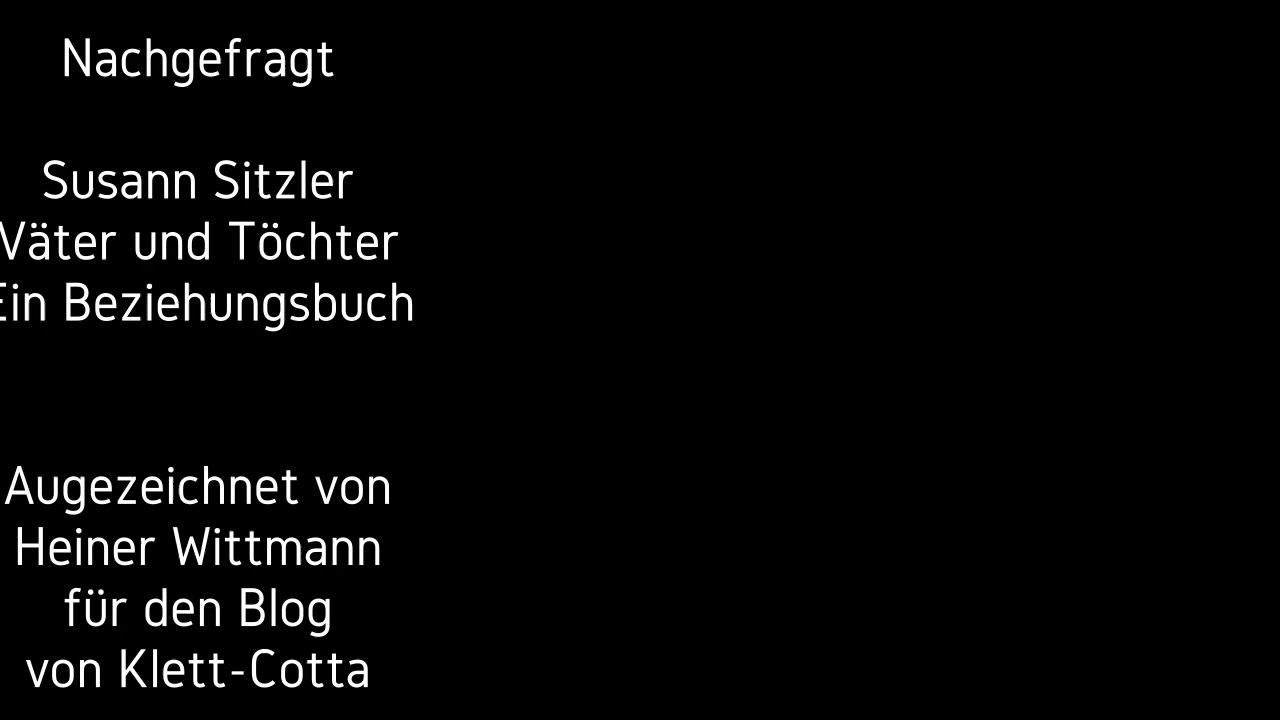 Nachgefragt
Susann Sitzler
Väter und Töchter
Ein Beziehungsbuch
Augezeichnet von
Heiner Wittmann
für den Blog
von Klett-Cotta